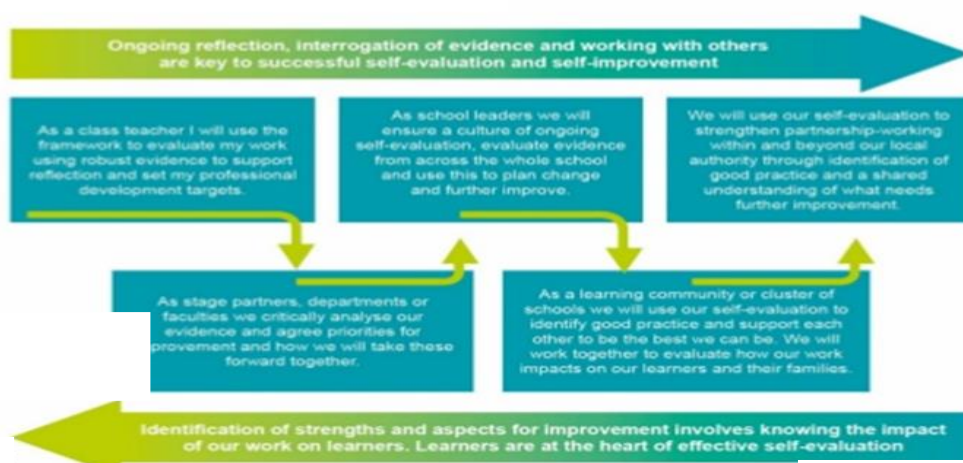 Ongoing reflection, interrogation of evidence and working with others
are key to successful self-evaluation and self-improvement
As a class teacher I will use the
framework to evaluate my work
using robust evidence to support
reflection and set my professional
development targets.
As stage partners, departments or
faculties we critically analyse our
evidence and agree priorities for
provement and how we will take these
forward together.
As school leaders we will
ensure a culture of ongoing
self-evaluation, evaluate evidence
from across the whole school
and use this to plan change
and further improve.
As a learning community or cluster of
schools we will use our self-evaluation to
identify good practice and support each
other to be the best we can be. We will
work together to evaluate how our work
impacts on our learners and their families.
We will use our self-evaluation to
strengthen partnership-working
within and beyond our local
authority through identification of
good practice and a shared
understanding of what needs
further improvement.
Identification of strengths and aspects for improvement involves knowing the impact
of our work on learners. Learners are at the heart of effective self-evaluation